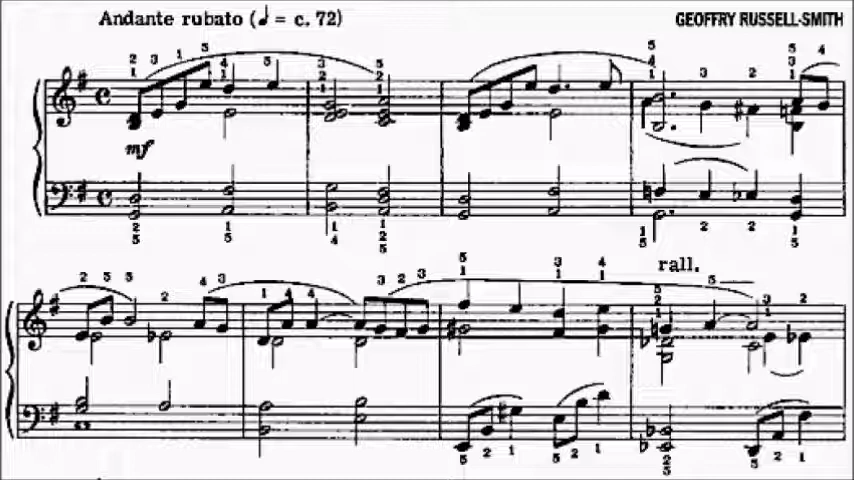 Andante rubato (♩ = c. 72)
GEOFFRY RUSSELL-SMITH
mf
rall.